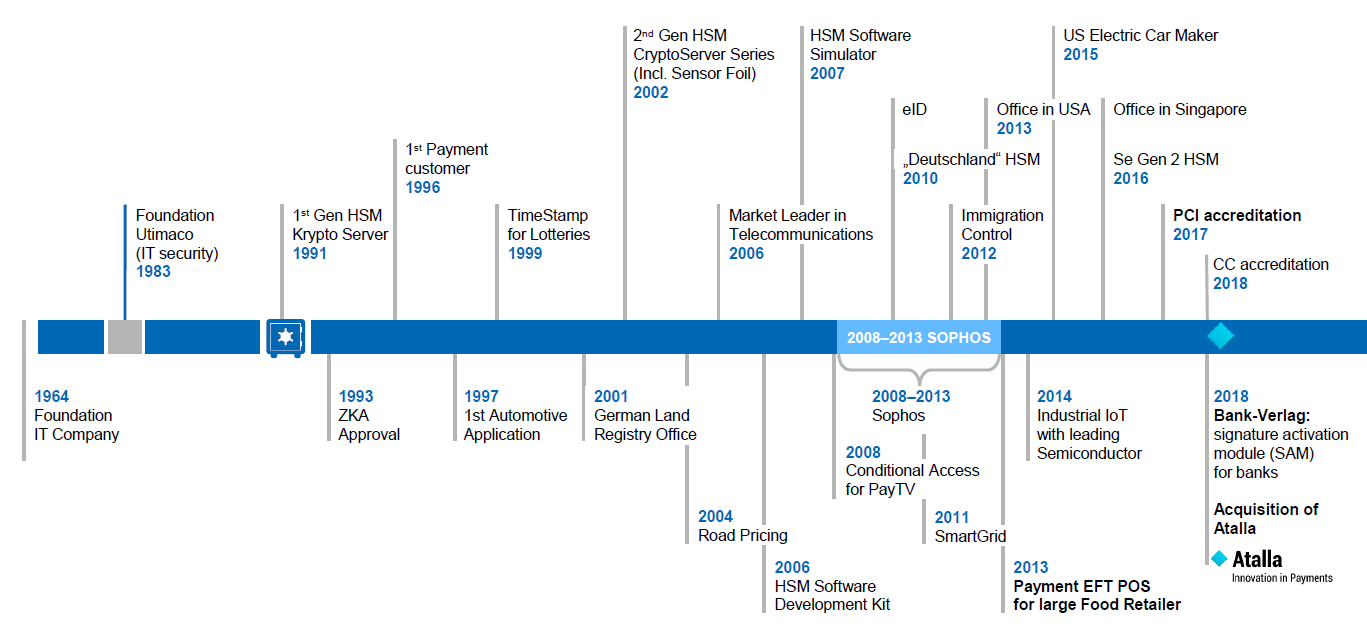 2nd Gen HSM
CryptoServer Series
(Incl. Sensor Foil)
2002
HSM Software
Simulator
2007
US Electric Car Maker
2015
eID
„Deutschland“ HSM
2010
Office in USA
2013
Office in Singapore
Se Gen 2 HSM
2016
1st Payment
customer
1996
Foundation
Utimaco
(IT security)
1983
1st Gen HSM
Krypto Server
1991
TimeStamp
for Lotteries
1999
Market Leader in
Telecommunications
2006
Immigration
Control
2012
PCI accreditation
2017
CC accreditation
2018
2008–2013 SOPHOS
1964
Foundation
IT Company
1993
ZKA
Approval
1997
1st Automotive
Application
2001
German Land
Registry Office
2004
Road Pricing
2006
HSM Software
Development Kit
2008–2013
Sophos
2008
Conditional Access
for PayTV
2011
SmartGrid
2013
Payment EFT POS
for large Food Retailer
2014
Industrial IoT
with leading
Semiconductor
2018
Bank-Verlag:
signature activation
module (SAM)
for banks
Acquisition of
Atalla
Atalla
Innovation in Payments